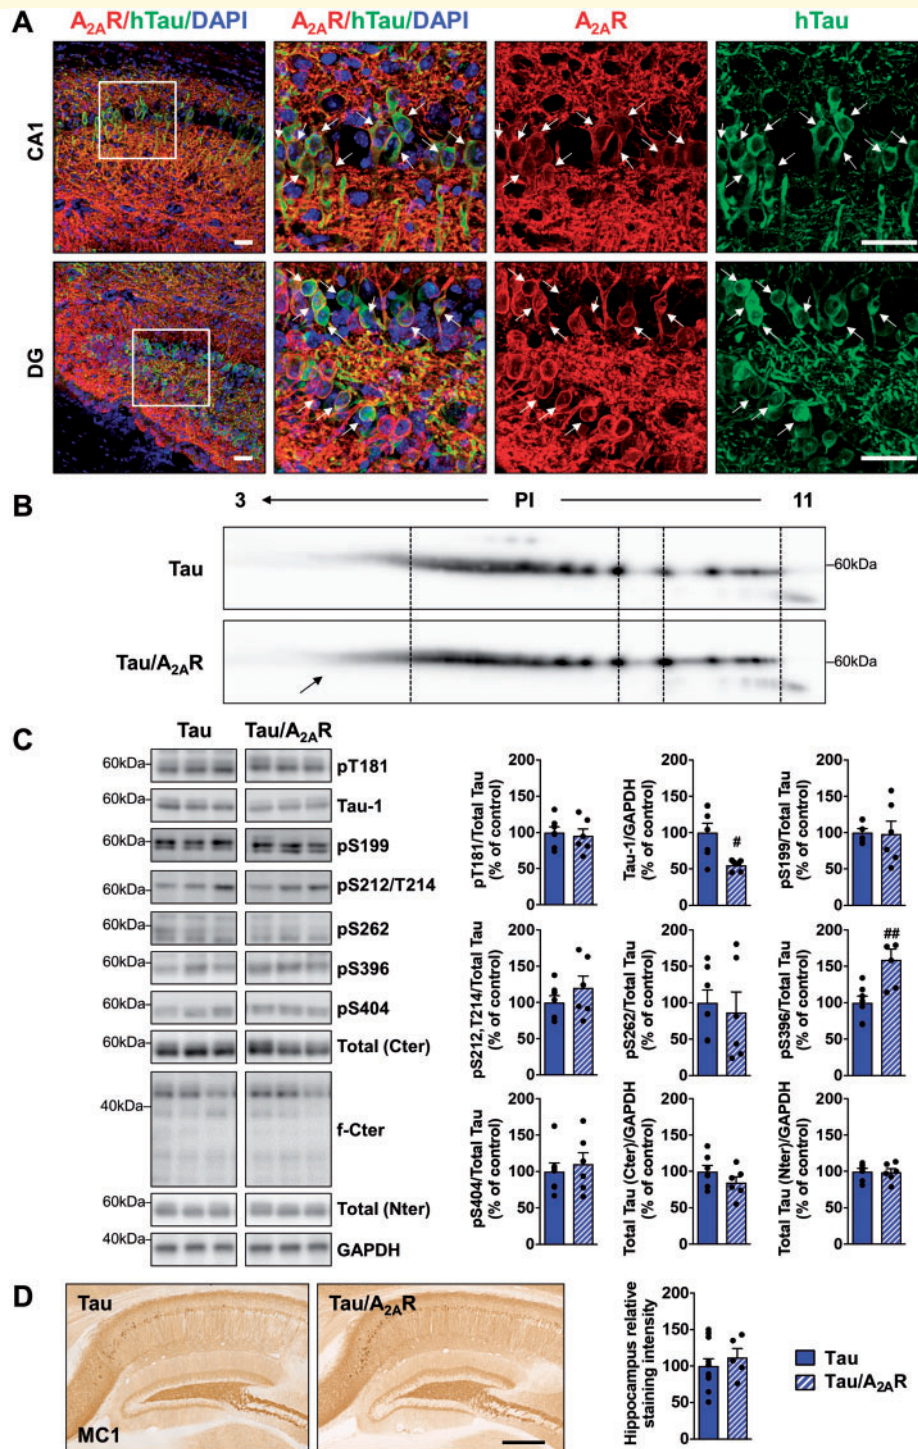 A
A2AR/hTau/DAPI
A2AR/hTau/DAPI
A2AR
hTau
CA1
DG
B
3
PI
11
Tau
–60kDa
Tau/A2AR
–60kDa
C
Tau
Tau/A2AR
60kDa
pT181
60kDa
Tau-1
60kDa
pS199
60kDa
pS212/T214
60kDa
pS262
60kDa
pS396
60kDa
pS404
60kDa
Total (Cter)
40kDa
f-Cter
60kDa
Total (Nter)
40kDa
GAPDH
pT181/Total Tau
(% of control)
200
150
100
50
0
Tau-1/GAPDH
(% of control)
200
150
100
50
0
#
pS199/Total Tau
(% of control)
200
150
100
50
0
pS212,T214/Total Tau
(% of control)
200
150
100
50
0
pS262/Total Tau
(% of control)
200
150
100
50
0
pS396/Total Tau
(% of control)
200
150
100
50
0
##
pS404/Total Tau
(% of control)
200
150
100
50
0
Total Tau (Cter)/GAPDH
(% of control)
200
150
100
50
0
Total Tau (Nter)/GAPDH
(% of control)
200
150
100
50
0
D
Tau
MC1
Tau/A2AR
Hippocampus relative
staining intensity
200
150
100
50
0
Tau
Tau/A2AR